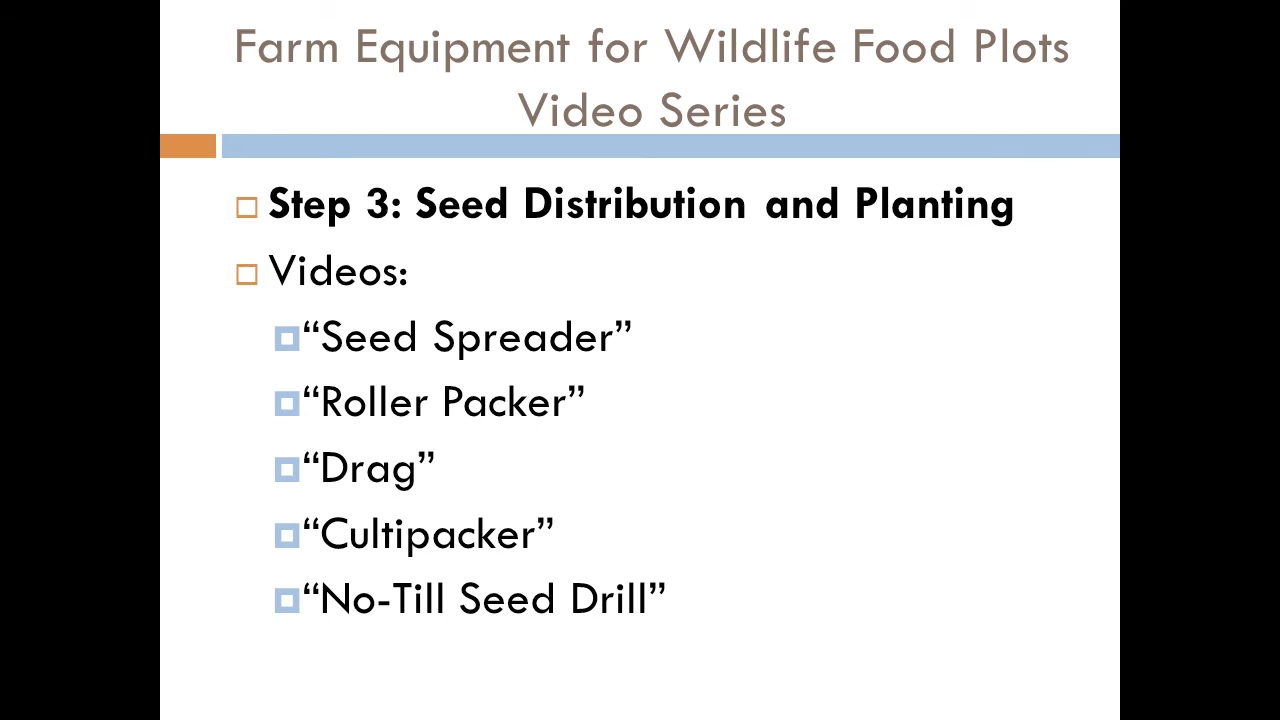 Farm Equipment for Wildlife Food Plots
Video Series
Step 3: Seed Distribution and Planting
Videos:
“Seed Spreader”
“Roller Packer”
“Drag”
“Cultipacker”
“No-Till Seed Drill”